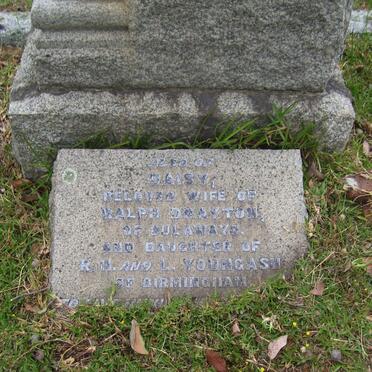 DAISY,
BELOVED WIFE OF
RALPH DRAYTON,
OF BULAWAYO.
AND DAUGHTER OF
K.H. AND L. YOUNGASH
OF BIRMINGHAM